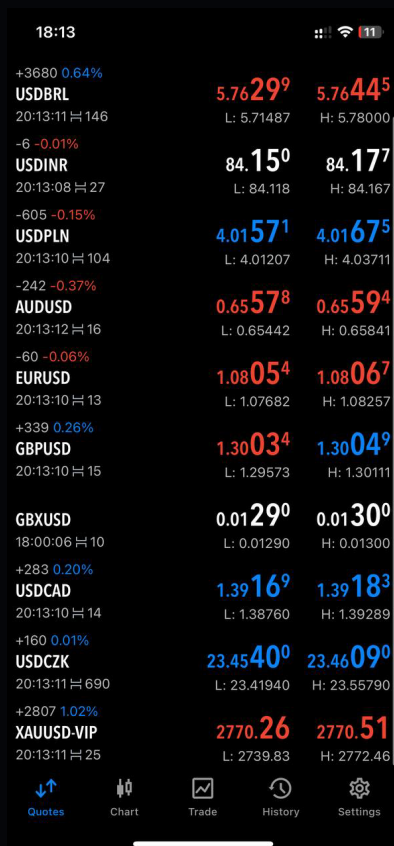 18:13 11
+3680 0.64%
USDBRL 5.76299 5.76445
20:13:11 146 L: 5.71487 H: 5.78000
-6 -0.01%
USDINR 84.150 84.177
20:13:08 27 L: 84.118 H: 84.167
-605 -0.15%
USDPLN 4.01571 4.01675
20:13:10 104 L: 4.01207 H: 4.03711
-242 -0.37%
AUDUSD 0.65578 0.65594
20:13:12 16 L: 0.65442 H: 0.65841
-60 -0.06%
EURUSD 1.08054 1.08067
20:13:10 13 L: 1.07682 H: 1.08257
+339 0.26%
GBPUSD 1.30034 1.30049
20:13:10 15 L: 1.29573 H: 1.30111
GBXUSD 0.01290 0.01300
18:00:06 10 L: 0.01290 H: 0.01300
+283 0.20%
USDCAD 1.39169 1.39183
20:13:10 14 L: 1.38760 H: 1.39289
+160 0.01%
USDCZK 23.45400 23.46090
20:13:11 690 L: 23.41940 H: 23.55790
+2807 1.02%
XAUUSD-VIP 2770.26 2770.51
20:13:11 25 L: 2739.83 H: 2772.46
Quotes Chart Trade History Settings